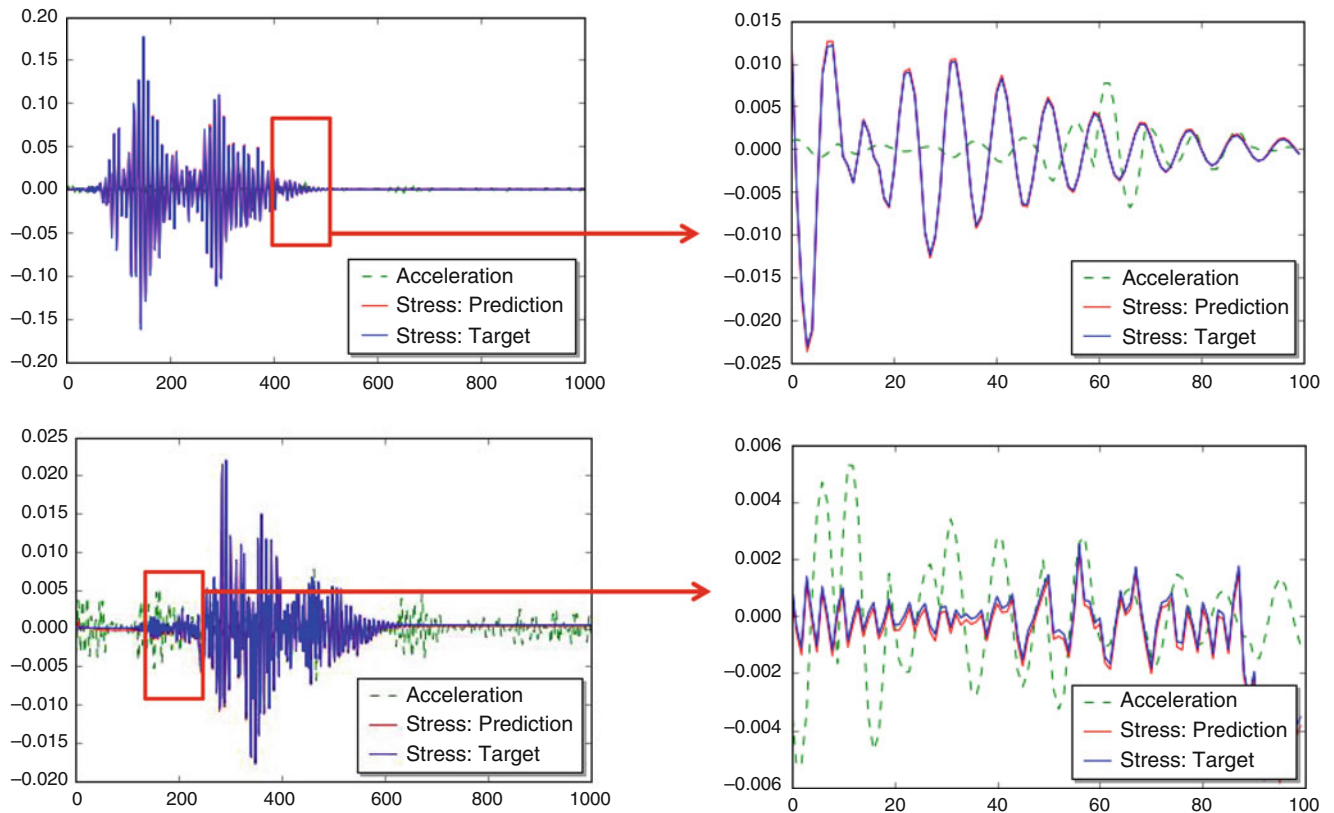 0.20
0.15
0.10
0.05
0.00
−0.05
−0.10
−0.15
−0.20
0 200 400 600 800 1000
Acceleration
Stress: Prediction
Stress: Target
0.015
0.010
0.005
0.000
−0.005
−0.010
−0.015
−0.020
−0.025
0 20 40 60 80 100
Acceleration
Stress: Prediction
Stress: Target
0.025
0.020
0.015
0.010
0.005
0.000
−0.005
−0.010
−0.015
−0.020
0 200 400 600 800 1000
Acceleration
Stress: Prediction
Stress: Target
0.006
0.004
0.002
0.000
−0.002
−0.004
−0.006
0 20 40 60 80 100
Acceleration
Stress: Prediction
Stress: Target